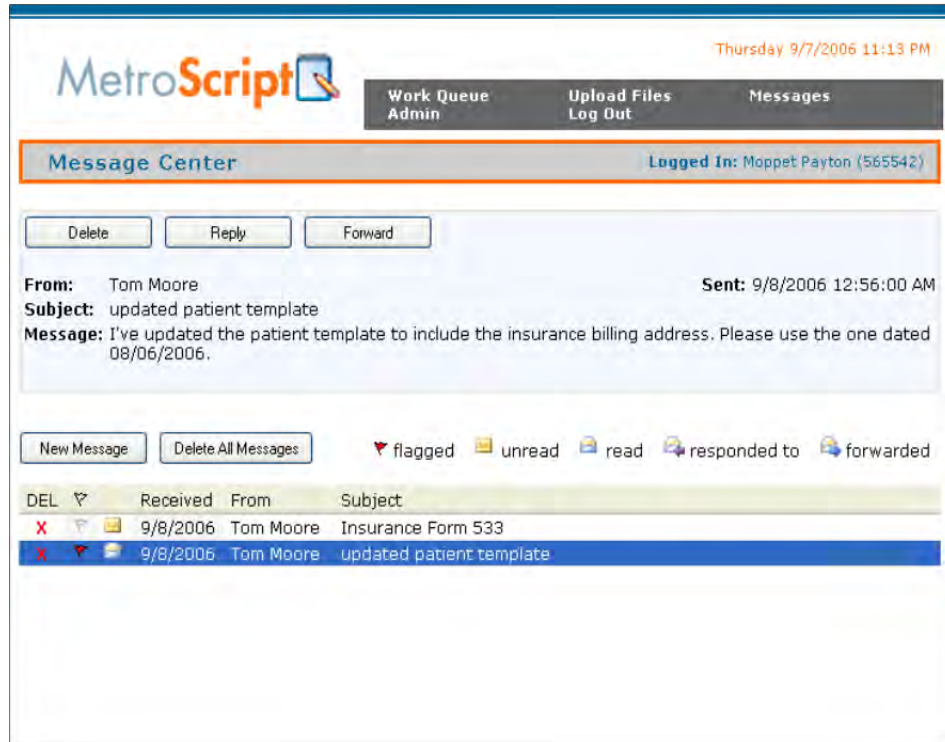 Thursday 9/7/2006 11:13 PM
MetroScript
Work Queue Upload Files Messages
Admin Log Out
Message Center Logged In: Moppet Payton (565542)
Delete Reply Forward
From: Tom Moore Sent: 9/8/2006 12:56:00 AM
Subject: updated patient template
Message: I've updated the patient template to include the insurance billing address. Please use the one dated
08/06/2006.
New Message Delete All Messages flagged unread read responded to forwarded
DEL Received From Subject
X 9/8/2006 Tom Moore Insurance Form 533
X 9/8/2006 Tom Moore updated patient template